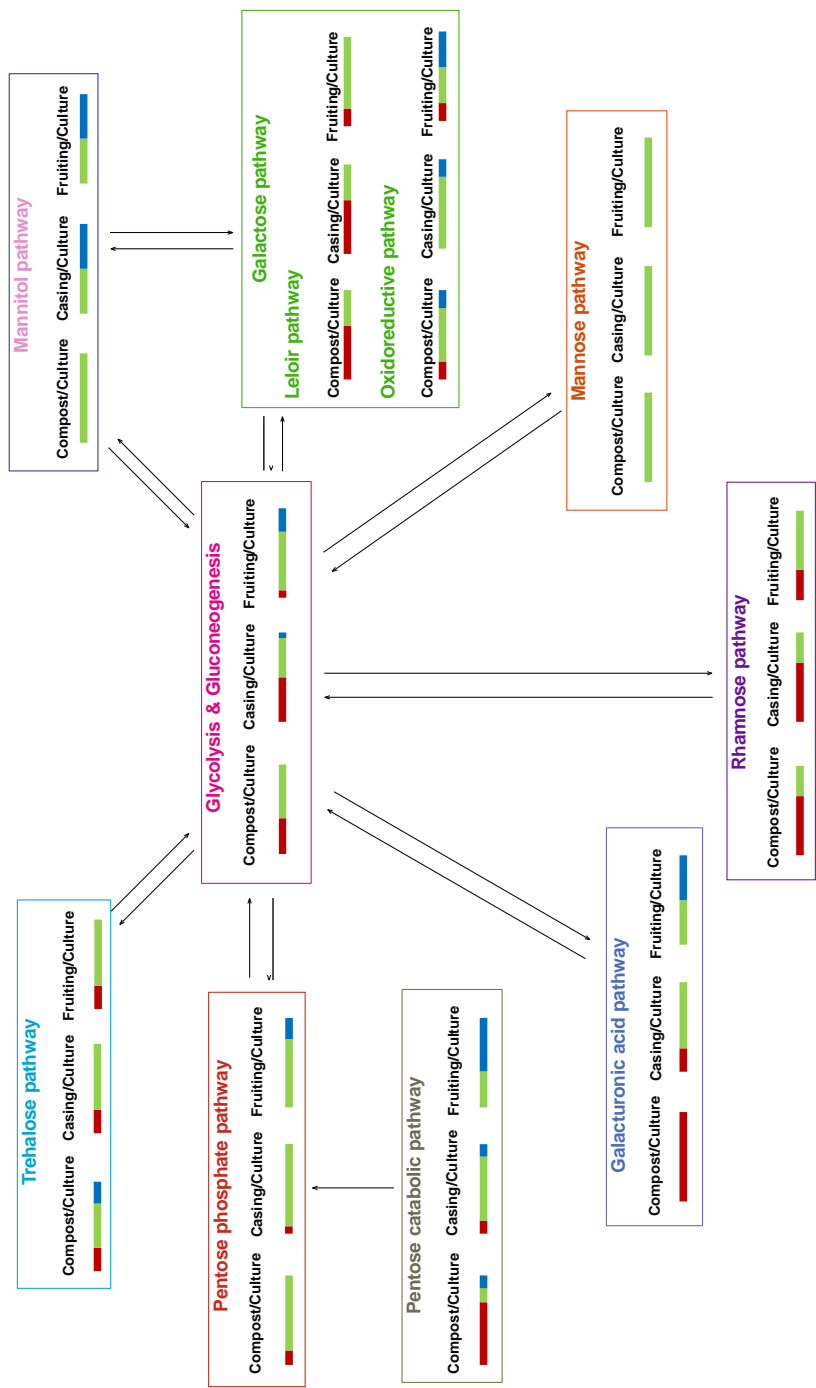 Trehalose pathway
Compost/Culture Casing/Culture Fruiting/Culture
Mannitol pathway
Compost/Culture Casing/Culture Fruiting/Culture
Pentose phosphate pathway
Compost/Culture Casing/Culture Fruiting/Culture
Glycolysis & Gluconeogenesis
Compost/Culture Casing/Culture Fruiting/Culture
Galactose pathway
Leloir pathway
Compost/Culture Casing/Culture Fruiting/Culture
Oxidoreductive pathway
Compost/Culture Casing/Culture Fruiting/Culture
Pentose catabolic pathway
Compost/Culture Casing/Culture Fruiting/Culture
Mannose pathway
Compost/Culture Casing/Culture Fruiting/Culture
Galacturonic acid pathway
Compost/Culture Casing/Culture Fruiting/Culture
Rhamnose pathway
Compost/Culture Casing/Culture Fruiting/Culture